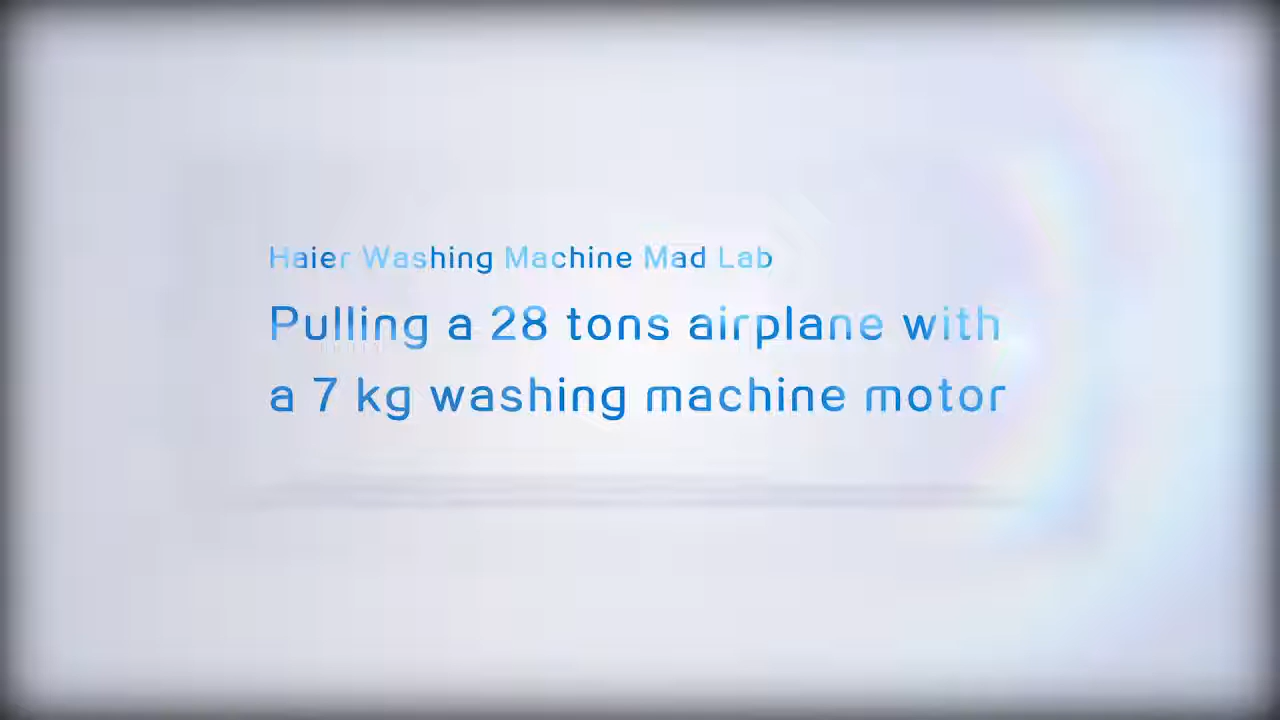 Haier Washing Machine Mad Lab
Pulling a 28 tons airplane with
a 7 kg washing machine motor